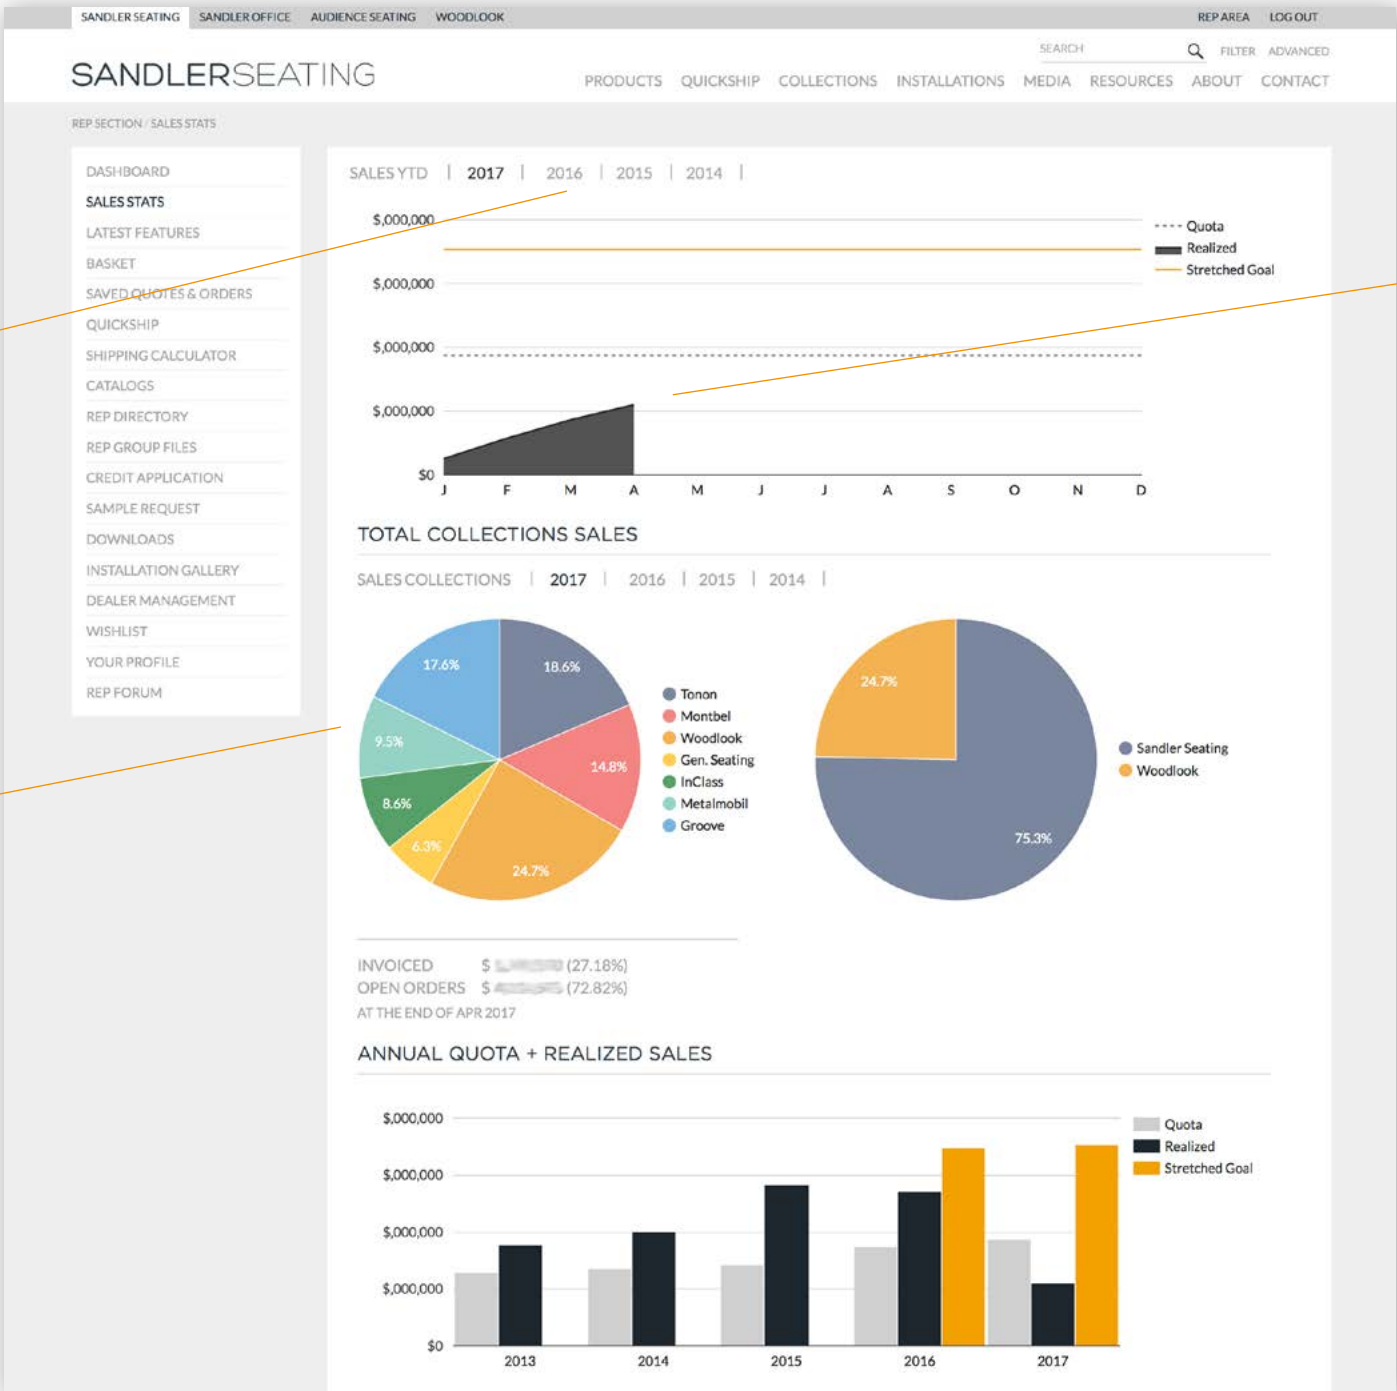 SANDLER SEATING SANDLER OFFICE AUDIENCE SEATING WOODLOOK REP AREA LOG OUT
SEARCH FILTER ADVANCED
SANDLERSEATING
PRODUCTS QUICKSHIP COLLECTIONS INSTALLATIONS MEDIA RESOURCES ABOUT CONTACT
REP SECTION / SALES STATS
DASHBOARD
SALES STATS
LATEST FEATURES
BASKET
SAVED QUOTES & ORDERS
QUICKSHIP
SHIPPING CALCULATOR
CATALOGS
REP DIRECTORY
REP GROUP FILES
CREDIT APPLICATION
SAMPLE REQUEST
DOWNLOADS
INSTALLATION GALLERY
DEALER MANAGEMENT
WISHLIST
YOUR PROFILE
REP FORUM
SALES YTD | 2017 | 2016 | 2015 | 2014 |
$,000,000
$,000,000
$,000,000
$,000,000
$0
J F M A M J J A S O N D
Quota
Realized
Stretched Goal
TOTAL COLLECTIONS SALES
SALES COLLECTIONS | 2017 | 2016 | 2015 | 2014 |
17.6%
18.6%
9.5%
14.8%
8.6%
6.3%
24.7%
Tonon
Montbel
Woodlook
Gen. Seating
InClass
Metalmobil
Groove
24.7%
75.3%
Sandler Seating
Woodlook
INVOICED $ (27.18%)
OPEN ORDERS $ (72.82%)
AT THE END OF APR 2017
ANNUAL QUOTA + REALIZED SALES
$,000,000
$,000,000
$,000,000
$,000,000
$0
2013 2014 2015 2016 2017
Quota
Realized
Stretched Goal